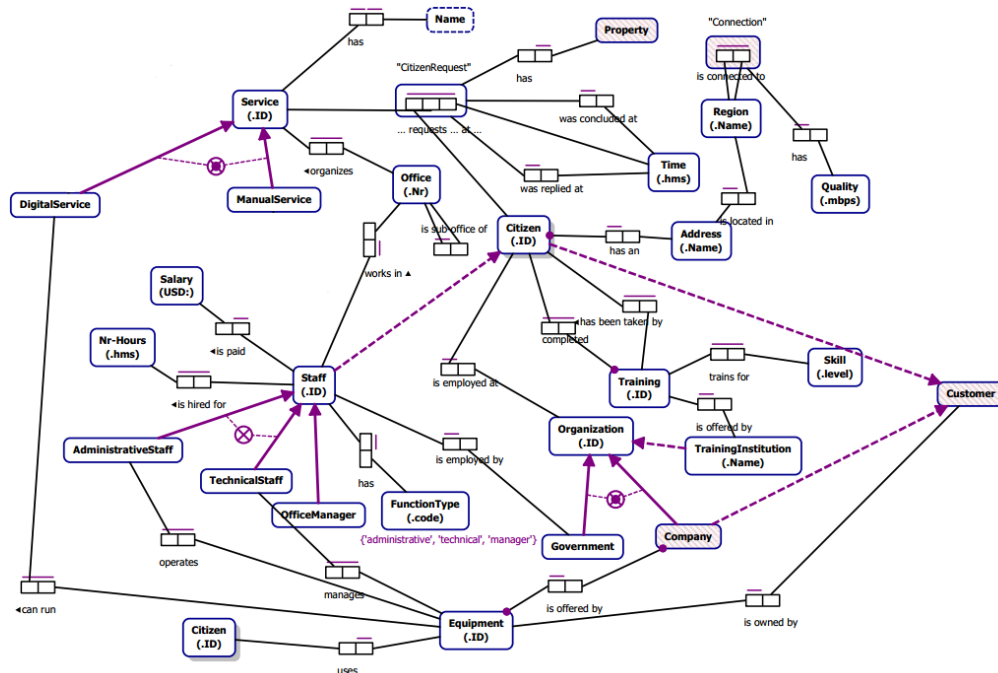 "Connection"
Name
Property
has
"CitizenRequest"
has
is connected to
Service
(.ID)
Region
(.Name)
was concluded at
... requests ... at ...
has
◂organizes
Office
(.Nr)
Time
(.hms)
was replied at
Quality
(.mbps)
DigitalService
ManualService
is sub office of
Citizen
(.ID)
is located in
Address
(.Name)
has an
works in ▴
Salary
(USD:)
◂has been taken by
completed
Nr-Hours
(.hms)
◂is paid
Skill
(.level)
Staff
(.ID)
is employed at
Training
(.ID)
trains for
Customer
◂is hired for
Organization
(.ID)
is offered by
AdministrativeStaff
is employed by
TrainingInstitution
(.Name)
TechnicalStaff
has
OfficeManager
FunctionType
(.code)
{'administrative', 'technical', 'manager'}
Government
Company
operates
manages
◂can run
is offered by
is owned by
Citizen
(.ID)
Equipment
(.ID)
uses